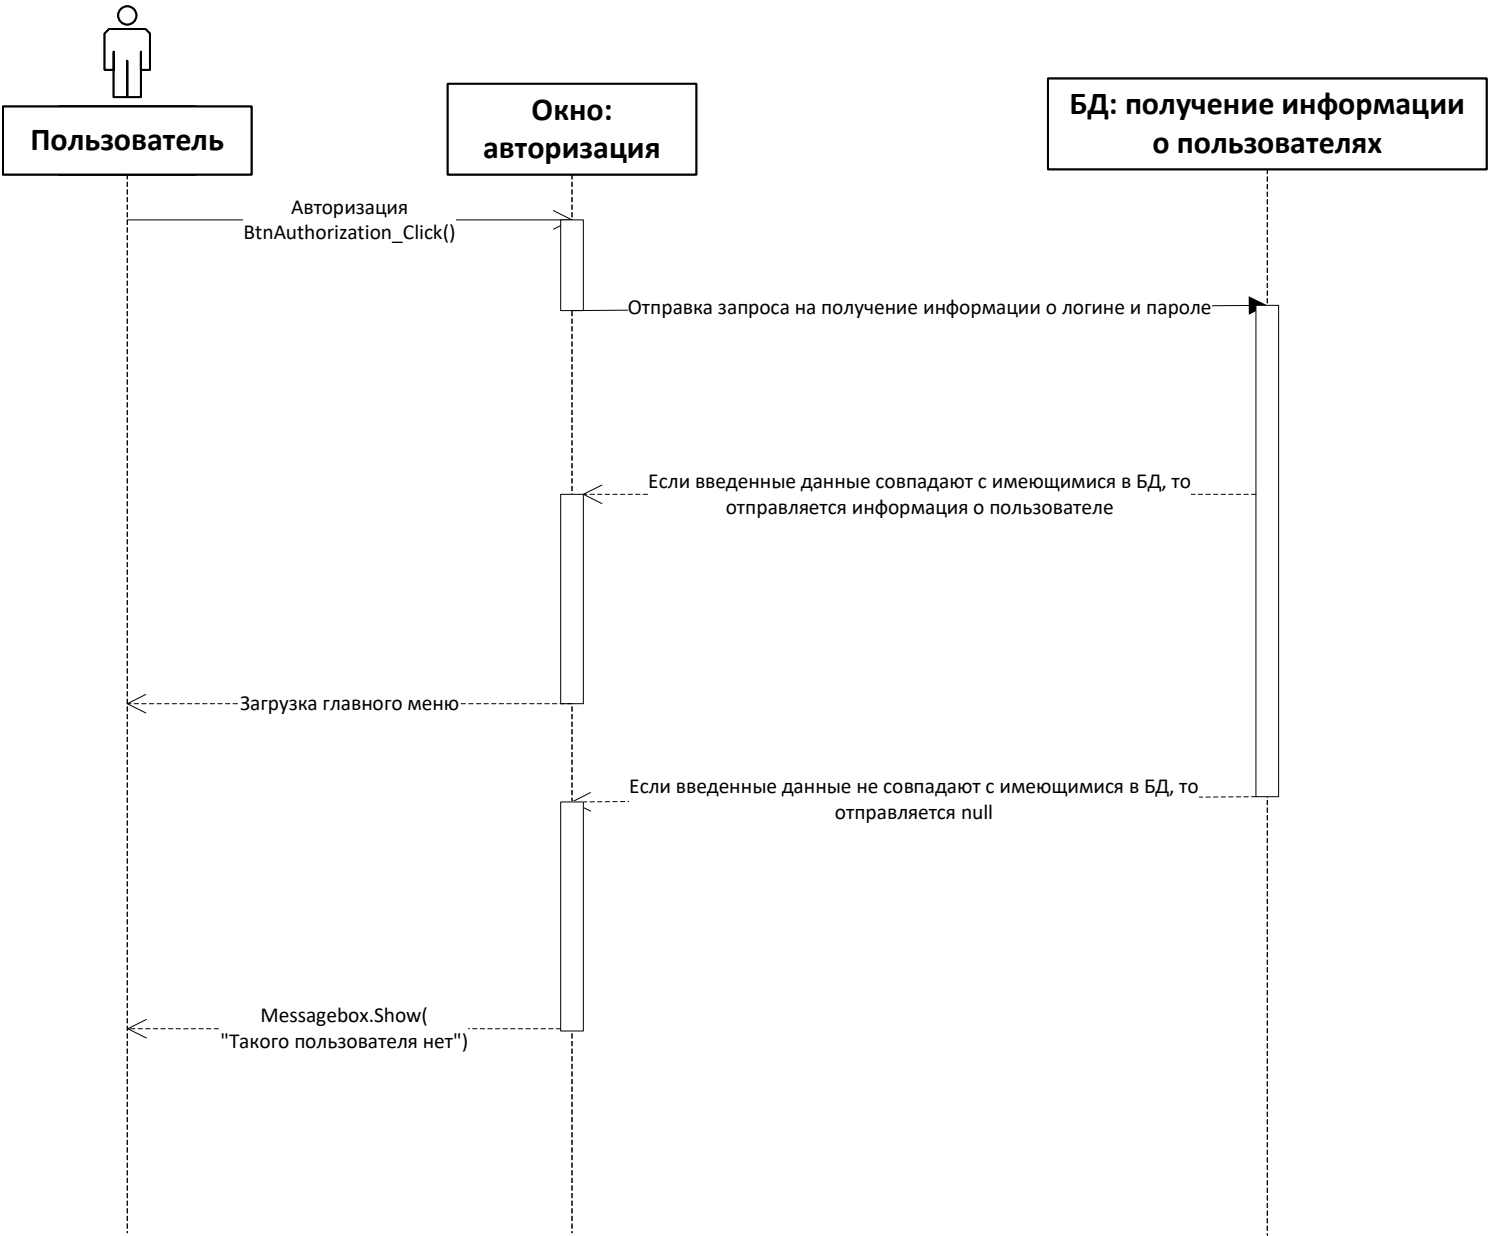 Пользователь
Окно:
авторизация
БД: получение информации
о пользователях
Авторизация
BtnAuthorization_Click()
Отправка запроса на получение информации о логине и пароле
Если введенные данные совпадают с имеющимися в БД, то
отправляется информация о пользователе
Загрузка главного меню
Если введенные данные не совпадают с имеющимися в БД, то
отправляется null
Messagebox.Show(
"Такого пользователя нет")